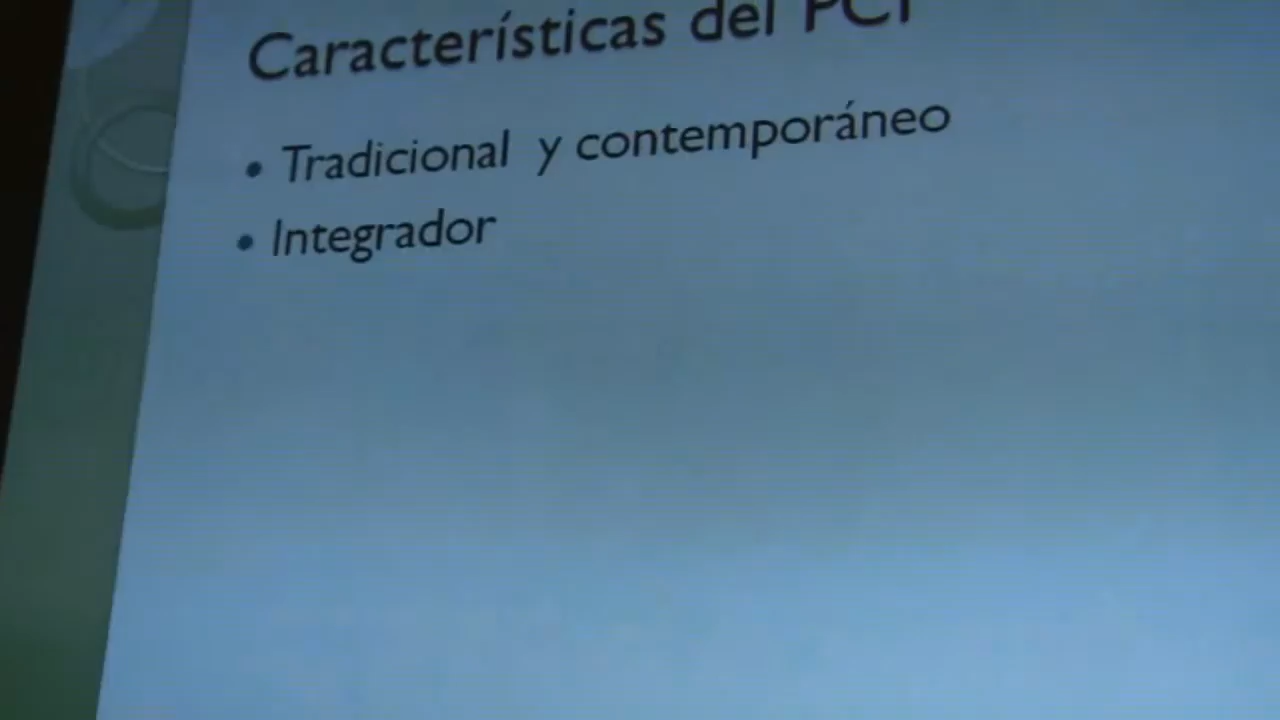 Características del PCI
• Tradicional y contemporáneo
• Integrador